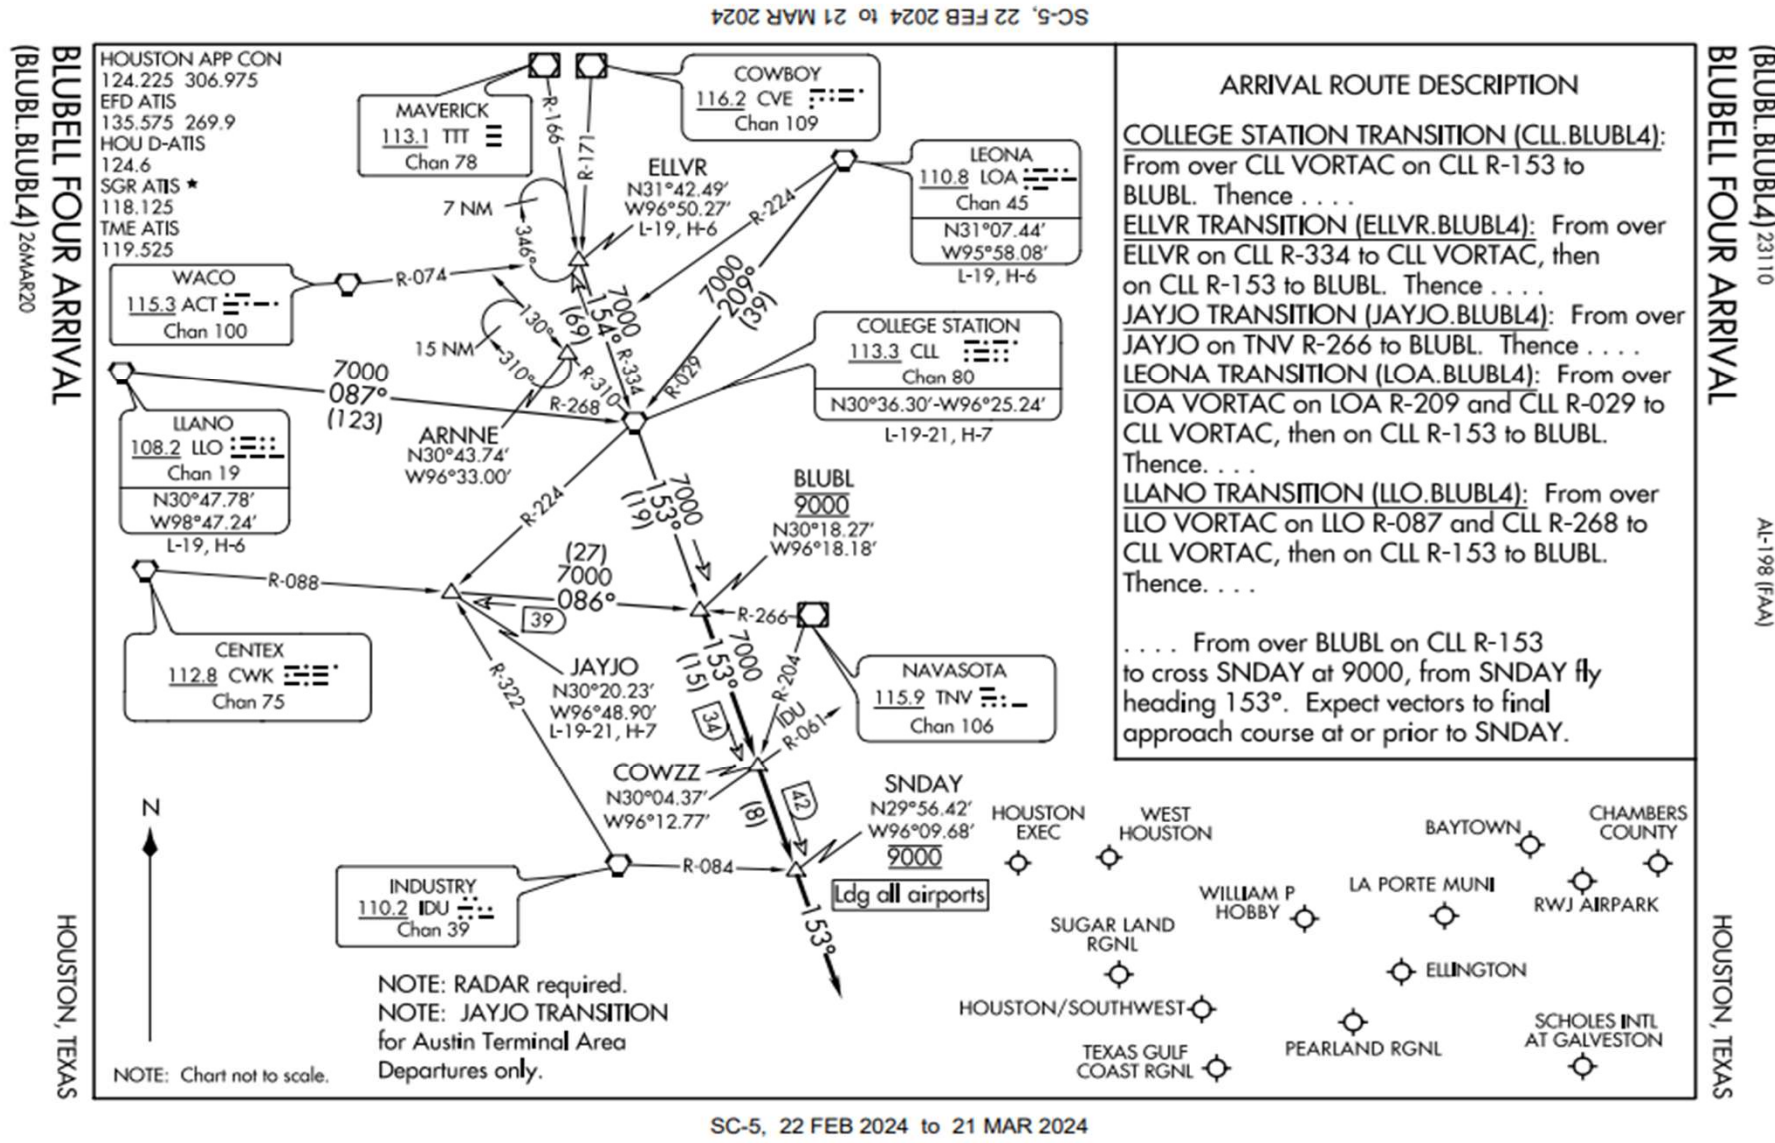 SC-5, 22 FEB 2024 to 21 MAR 2024
(BLUBL.BLUBL4) 26MAR20
BLUBELL FOUR ARRIVAL
HOUSTON, TEXAS
HOUSTON APP CON
124.225 306.975
EFD ATIS
135.575 269.9
HOU D-ATIS
124.6
SGR ATIS ★
118.125
TME ATIS
119.525
MAVERICK
113.1 TTT
Chan 78
COWBOY
116.2 CVE
Chan 109
R-166
R-171
ELLVR
N31°42.49'
W96°50.27'
L-19, H-6
LEONA
110.8 LOA
Chan 45
N31°07.44'
W95°58.08'
L-19, H-6
R-224
7000
209°
(39)
R-029
7 NM
346°
WACO
115.3 ACT
Chan 100
R-074
130°
15 NM
310°
R-310
7000
154°
(69)
R-334
COLLEGE STATION
113.3 CLL
Chan 80
N30°36.30'-W96°25.24'
L-19-21, H-7
7000
087°
(123)
R-268
LLANO
108.2 LLO
Chan 19
N30°47.78'
W98°47.24'
L-19, H-6
ARNNE
N30°43.74'
W96°33.00'
R-224
7000
153°
(19)
BLUBL
9000
N30°18.27'
W96°18.18'
R-088
(27)
7000
086°
39
R-266
CENTEX
112.8 CWK
Chan 75
JAYJO
N30°20.23'
W96°48.90'
L-19-21, H-7
R-322
7000
153°
(15)
34
R-204
IDU
R-061
NAVASOTA
115.9 TNV
Chan 106
COWZZ
N30°04.37'
W96°12.77'
(8)
42
SNDAY
N29°56.42'
W96°09.68'
9000
Ldg all airports
R-084
153°
INDUSTRY
110.2 IDU
Chan 39
N
NOTE: RADAR required.
NOTE: JAYJO TRANSITION
for Austin Terminal Area
Departures only.
NOTE: Chart not to scale.
ARRIVAL ROUTE DESCRIPTION
COLLEGE STATION TRANSITION (CLL.BLUBL4):
From over CLL VORTAC on CLL R-153 to
BLUBL. Thence . . . .
ELLVR TRANSITION (ELLVR.BLUBL4): From over
ELLVR on CLL R-334 to CLL VORTAC, then
on CLL R-153 to BLUBL. Thence . . . .
JAYJO TRANSITION (JAYJO.BLUBL4): From over
JAYJO on TNV R-266 to BLUBL. Thence . . . .
LEONA TRANSITION (LOA.BLUBL4): From over
LOA VORTAC on LOA R-209 and CLL R-029 to
CLL VORTAC, then on CLL R-153 to BLUBL.
Thence. . . .
LLANO TRANSITION (LLO.BLUBL4): From over
LLO VORTAC on LLO R-087 and CLL R-268 to
CLL VORTAC, then on CLL R-153 to BLUBL.
Thence. . . .
. . . . From over BLUBL on CLL R-153
to cross SNDAY at 9000, from SNDAY fly
heading 153°. Expect vectors to final
approach course at or prior to SNDAY.
HOUSTON
EXEC
WEST
HOUSTON
BAYTOWN
CHAMBERS
COUNTY
WILLIAM P
HOBBY
LA PORTE MUNI
RWJ AIRPARK
SUGAR LAND
RGNL
ELLINGTON
HOUSTON/SOUTHWEST
PEARLAND RGNL
SCHOLES INTL
AT GALVESTON
TEXAS GULF
COAST RGNL
BLUBELL FOUR ARRIVAL
(BLUBL.BLUBL4) 23110
AL-198 (FAA)
HOUSTON, TEXAS
SC-5, 22 FEB 2024 to 21 MAR 2024